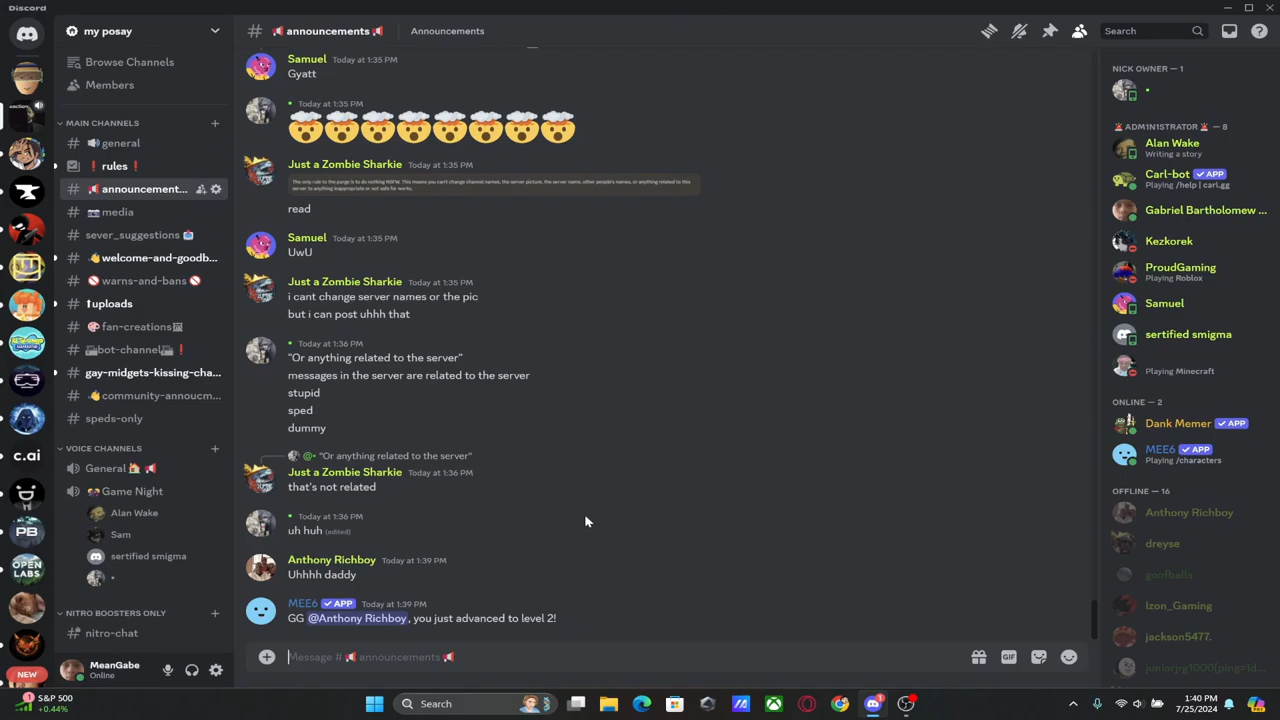 Discord
my posay
📢 announcements 📢
Announcements
Search
Browse Channels
Members
MAIN CHANNELS
general
rules
announcement...
media
sever_suggestions
welcome-and-goodb...
warns-and-bans
uploads
fan-creations
bot-channel
gay-midgets-kissing-cha...
community-annoucm...
speds-only
VOICE CHANNELS
General
Game Night
Alan Wake
Sam
sertified smigma
NITRO BOOSTERS ONLY
nitro-chat
NEW
MeanGabe
Online
Samuel Today at 1:35 PM
Gyatt
Today at 1:35 PM
Just a Zombie Sharkie Today at 1:35 PM
The only rule to the purge is to do nothing NSFW. This means you can't change channel names, the server picture, the server name, other people's names, or anything related to this
server to anything inappropriate or not safe for works.
read
Samuel Today at 1:35 PM
UwU
Just a Zombie Sharkie Today at 1:35 PM
i cant change server names or the pic
but i can post uhhh that
Today at 1:36 PM
"Or anything related to the server"
messages in the server are related to the server
stupid
sped
dummy
@• "Or anything related to the server"
Just a Zombie Sharkie Today at 1:36 PM
that's not related
Today at 1:36 PM
uh huh (edited)
Anthony Richboy Today at 1:39 PM
Uhhhh daddy
MEE6 ✓ APP Today at 1:39 PM
GG @Anthony Richboy, you just advanced to level 2!
Message # 📢 announcements 📢
GIF
NICK OWNER — 1
ADM1N1STRATOR — 8
Alan Wake
Writing a story
Carl-bot ✓ APP
Playing /help | carl.gg
Gabriel Bartholomew ...
Kezkorek
ProudGaming
Playing Roblox
Samuel
sertified smigma
Playing Minecraft
ONLINE — 2
Dank Memer ✓ APP
MEE6 ✓ APP
Playing /characters
OFFLINE — 16
Anthony Richboy
dreyse
goofballs
Izon_Gaming
jackson5477.
juniorjrg1000[ping=1d...
c.ai
PB
OPEN
LABS
1
S&P 500
+0.44%
Search
1
1:40 PM
7/25/2024